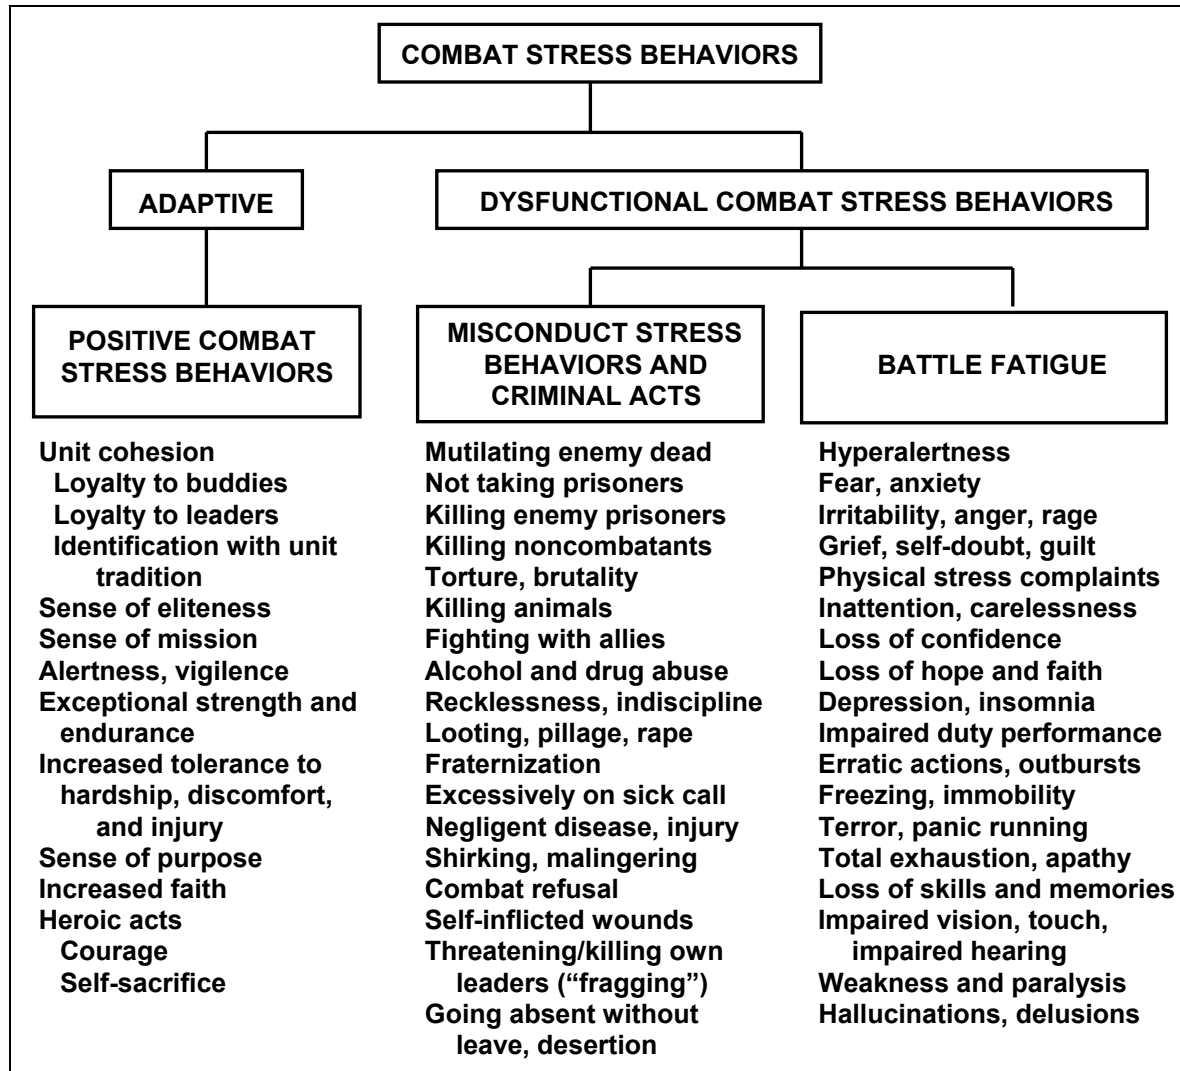 COMBAT STRESS BEHAVIORS
ADAPTIVE
DYSFUNCTIONAL COMBAT STRESS BEHAVIORS
POSITIVE COMBAT
STRESS BEHAVIORS
MISCONDUCT STRESS
BEHAVIORS AND
CRIMINAL ACTS
BATTLE FATIGUE
Unit cohesion
Loyalty to buddies
Loyalty to leaders
Identification with unit
tradition
Sense of eliteness
Sense of mission
Alertness, vigilence
Exceptional strength and
endurance
Increased tolerance to
hardship, discomfort,
and injury
Sense of purpose
Increased faith
Heroic acts
Courage
Self-sacrifice
Mutilating enemy dead
Not taking prisoners
Killing enemy prisoners
Killing noncombatants
Torture, brutality
Killing animals
Fighting with allies
Alcohol and drug abuse
Recklessness, indiscipline
Looting, pillage, rape
Fraternization
Excessively on sick call
Negligent disease, injury
Shirking, malingering
Combat refusal
Self-inflicted wounds
Threatening/killing own
leaders (“fragging”)
Going absent without
leave, desertion
Hyperalertness
Fear, anxiety
Irritability, anger, rage
Grief, self-doubt, guilt
Physical stress complaints
Inattention, carelessness
Loss of confidence
Loss of hope and faith
Depression, insomnia
Impaired duty performance
Erratic actions, outbursts
Freezing, immobility
Terror, panic running
Total exhaustion, apathy
Loss of skills and memories
Impaired vision, touch,
impaired hearing
Weakness and paralysis
Hallucinations, delusions